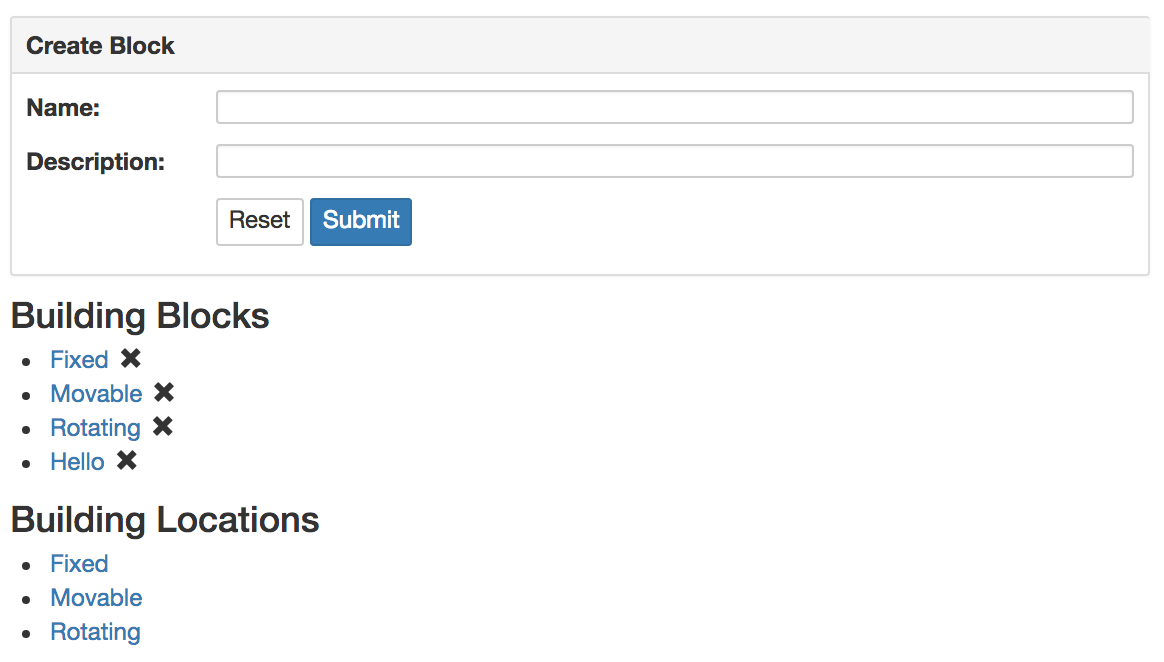 Create Block
Name:
Description:
Reset Submit
Building Blocks
Fixed ✖
Movable ✖
Rotating ✖
Hello ✖
Building Locations
Fixed
Movable
Rotating